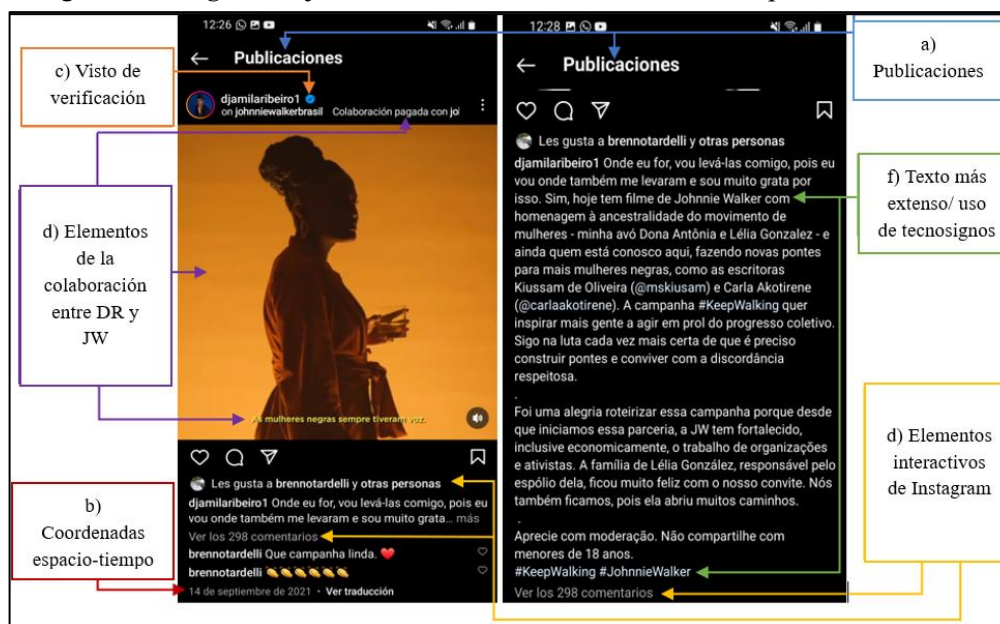 12:26
Publicaciones
djamilaribeiro1
on johnniewalkerbrasil Colaboración pagada con joi
As mulheres negras sempre tiveram voz.
Les gusta a brennotardelli y otras personas
djamilaribeiro1 Onde eu for, vou levá-las comigo, pois eu
vou onde também me levaram e sou muito grata... más
Ver los 298 comentarios
brennotardelli Que campanha linda. ❤️
brennotardelli
14 de septiembre de 2021 • Ver traducción
12:28
Publicaciones
Les gusta a brennotardelli y otras personas
djamilaribeiro1 Onde eu for, vou levá-las comigo, pois eu
vou onde também me levaram e sou muito grata por
isso. Sim, hoje tem filme de Johnnie Walker com
homenagem à ancestralidade do movimento de
mulheres - minha avó Dona Antônia e Lélia Gonzalez - e
ainda quem está conosco aqui, fazendo novas pontes
para mais mulheres negras, como as escritoras
Kiussam de Oliveira (@mskiusam) e Carla Akotirene
(@carlaakotirene). A campanha #KeepWalking quer
inspirar mais gente a agir em prol do progresso coletivo.
Sigo na luta cada vez mais certa de que é preciso
construir pontes e conviver com a discordância
respeitosa.
.
Foi uma alegria roteirizar essa campanha porque desde
que iniciamos essa parceria, a JW tem fortalecido,
inclusive economicamente, o trabalho de organizações
e ativistas. A família de Lélia González, responsável pelo
espólio dela, ficou muito feliz com o nosso convite. Nós
também ficamos, pois ela abriu muitos caminhos.
.
Aprecie com moderação. Não compartilhe com
menores de 18 anos.
#KeepWalking #JohnnieWalker
Ver los 298 comentarios
c) Visto de
verificación
d) Elementos
de la
colaboración
entre DR y
JW
b)
Coordenadas
espacio-tiempo
a)
Publicaciones
f) Texto más
extenso/ uso
de tecnosignos
d) Elementos
interactivos
de Instagram